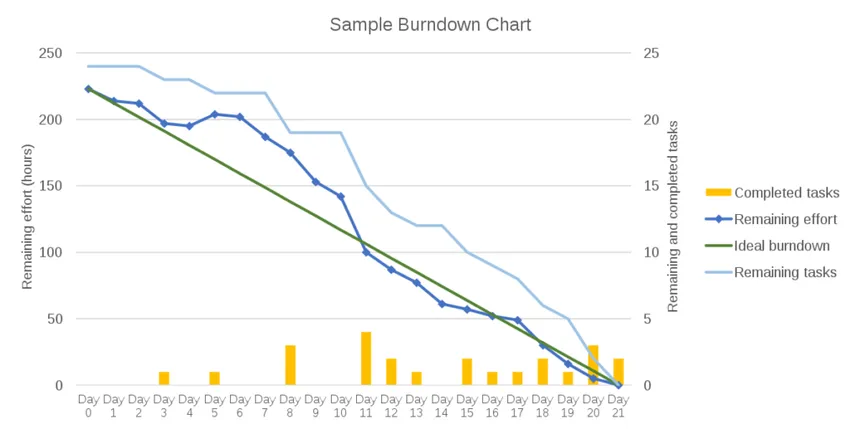 Sample Burndown Chart
250
200
150
100
50
0
Remaining effort (hours)
25
20
15
10
5
0
Remaining and completed tasks
Day 0
Day 1
Day 2
Day 3
Day 4
Day 5
Day 6
Day 7
Day 8
Day 9
Day 10
Day 11
Day 12
Day 13
Day 14
Day 15
Day 16
Day 17
Day 18
Day 19
Day 20
Day 21
Completed tasks
Remaining effort
Ideal burndown
Remaining tasks